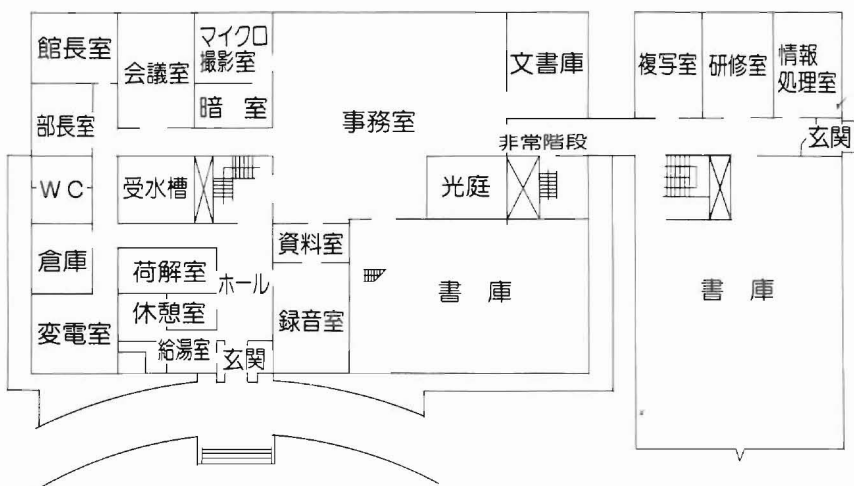 館長室
会議室
マイクロ
撮影室
暗 室
事務室
文書庫
複写室
研修室
情報
処理室
部長室
非常階段
玄関
WC
受水槽
光庭
倉庫
荷解室
ホール
資料室
書 庫
書 庫
変電室
休憩室
録音室
給湯室
玄関